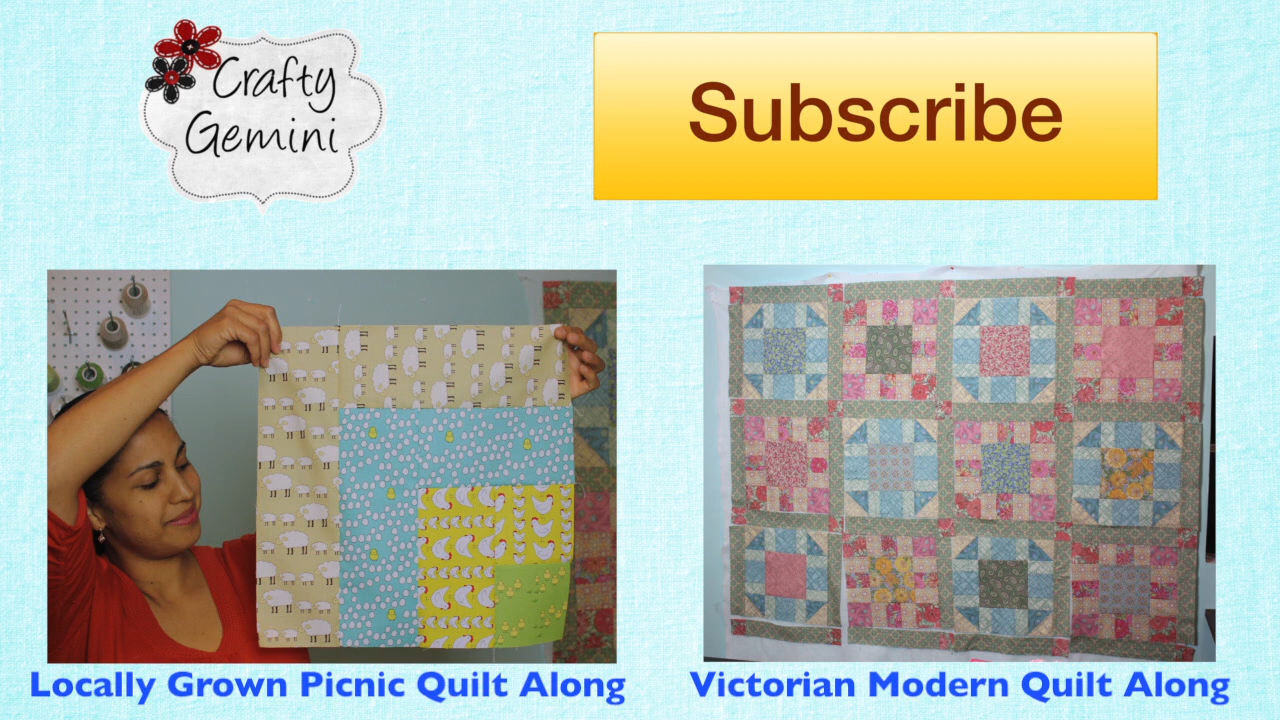 Crafty
Gemini
Subscribe
Locally Grown Picnic Quilt Along
Victorian Modern Quilt Along